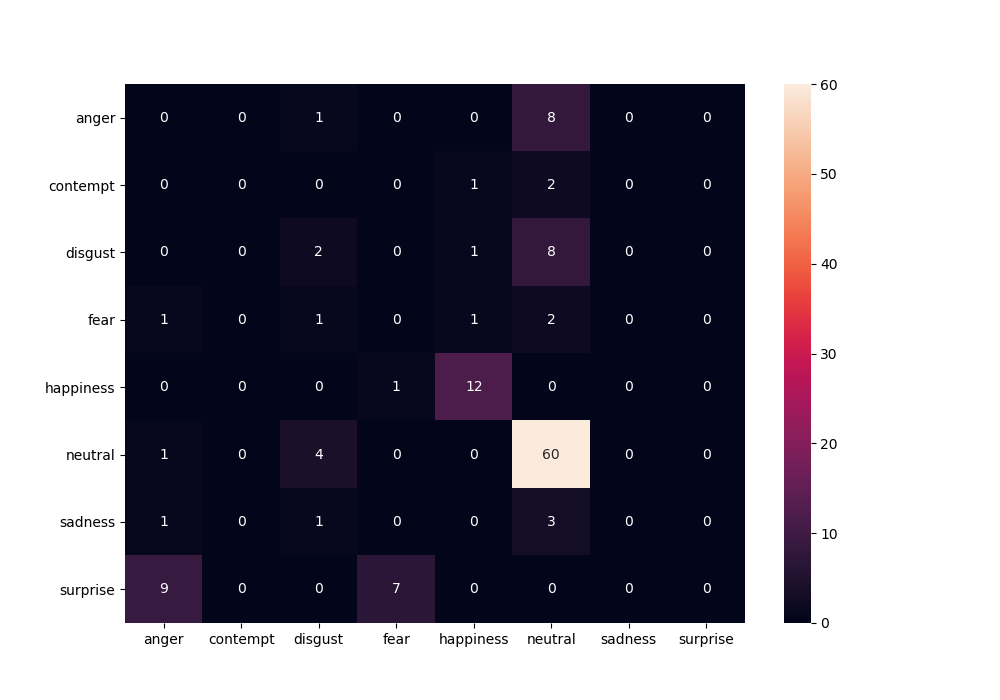 60
anger 0 0 1 0 0 8 0 0
50
contempt 0 0 0 0 1 2 0 0
disgust 0 0 2 0 1 8 0 0
40
fear 1 0 1 0 1 2 0 0
30
happiness 0 0 0 1 12 0 0 0
20
neutral 1 0 4 0 0 60 0 0
sadness 1 0 1 0 0 3 0 0
10
surprise 9 0 0 7 0 0 0 0
0
anger contempt disgust fear happiness neutral sadness surprise